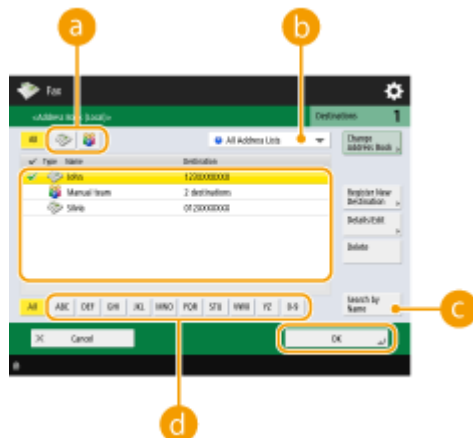 a
b
Fax
<Address Book (Local)>
Destinations 1
All
All Address Lists
Change
Address Book
Type Name Destination
John
Manual team 2 destinations
Silvio
Register New
Destination
Details/Edit
Delete
All ABC DEF GHI JKL MNO PQR STU VWX YZ 0-9
Search by
Name
c
Cancel OK
d